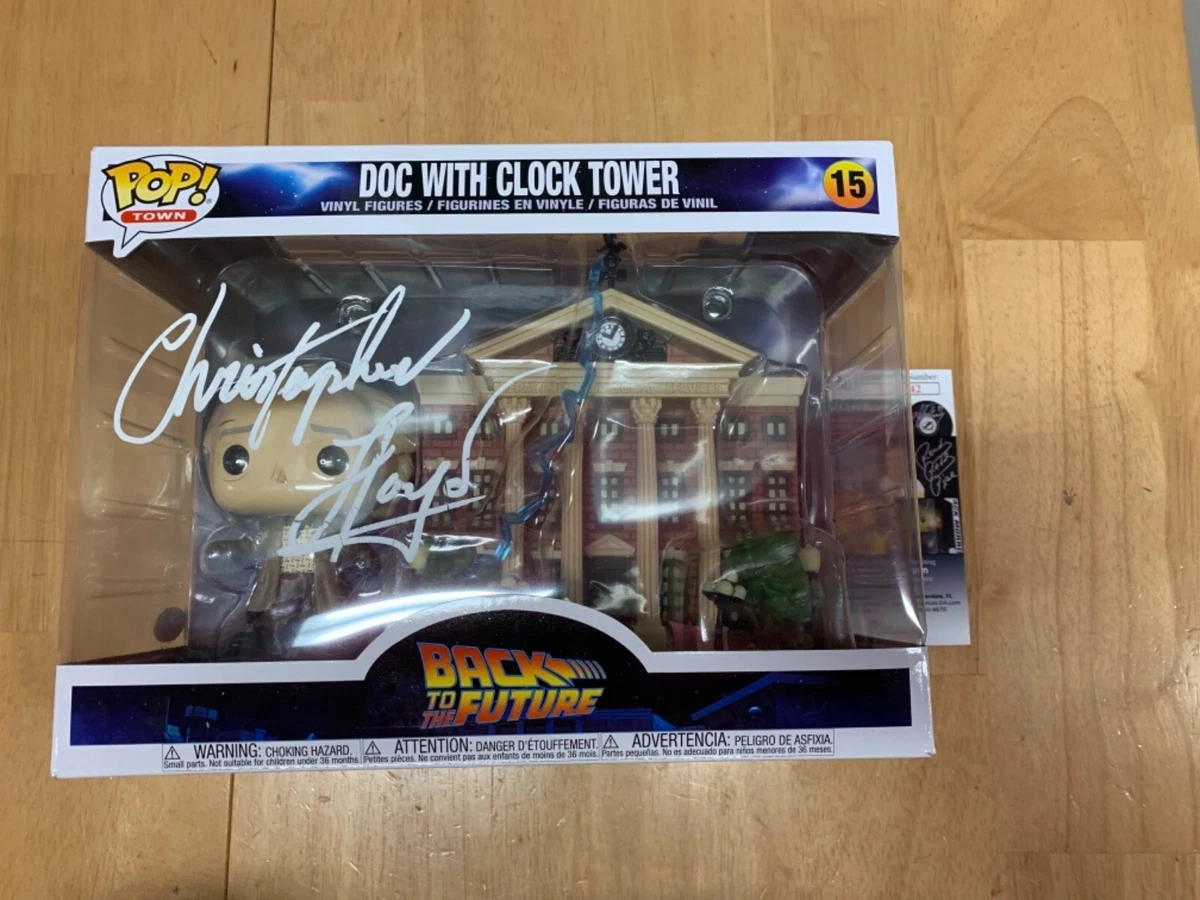 POP!
TOWN
DOC WITH CLOCK TOWER
VINYL FIGURES / FIGURINES EN VINYLE / FIGURAS DE VINIL
15
Christopher
Lloyd
BACK
TO THE FUTURE
WARNING: CHOKING HAZARD.
Small parts. Not suitable for children under 36 months.
ATTENTION: DANGER D'ÉTOUFFEMENT.
Petites pièces. Ne convient pas aux enfants de moins de 36 mois.
ADVERTENCIA: PELIGRO DE ASFIXIA.
Partes pequeñas. No es adecuado para niños menores de 36 meses.